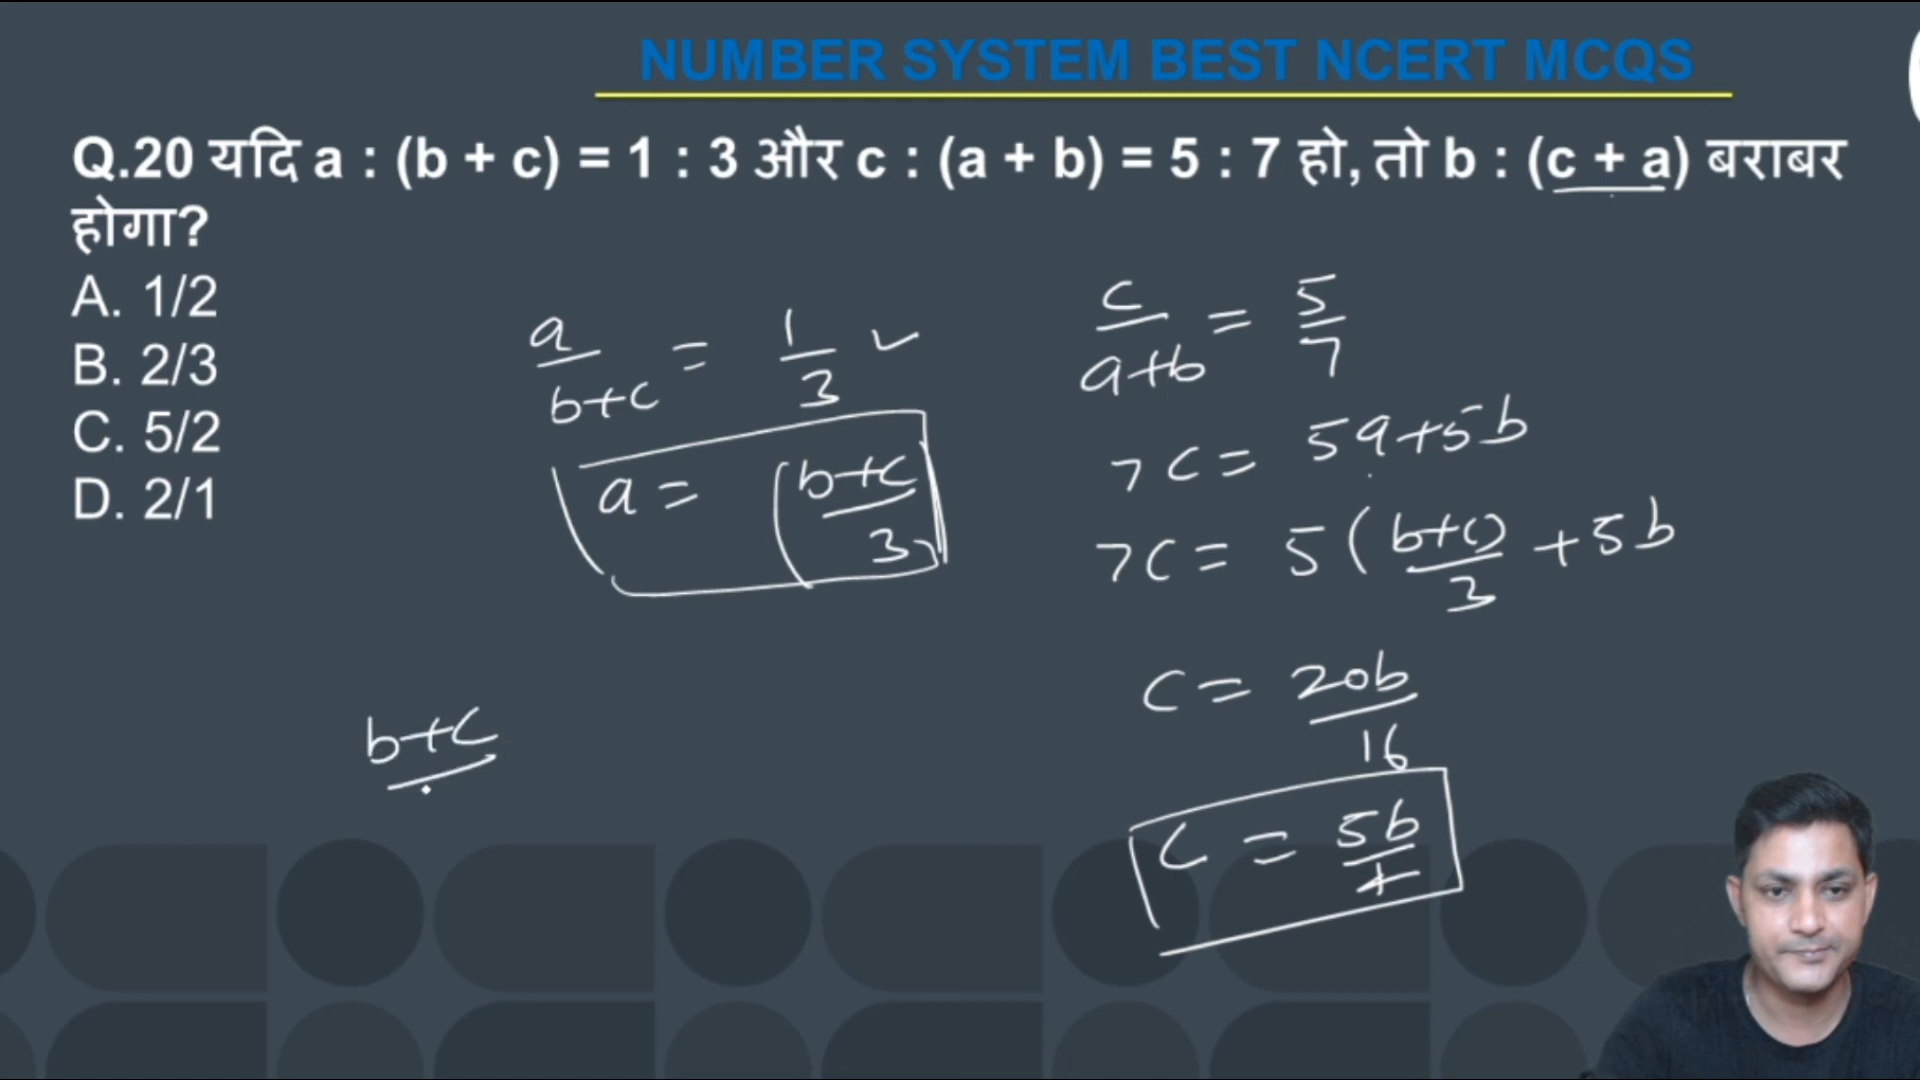 NUMBER SYSTEM BEST NCERT MCQS
Q.20 यदि a : (b + c) = 1 : 3 और c : (a + b) = 5 : 7 हो, तो b : (c + a) बराबर
होगा?
A. 1/2
B. 2/3
C. 5/2
D. 2/1
a/b+c = 1/3 ✓
a = (b+c/3)
c/a+b = 5/7
7c = 5a+5b
7c = 5(b+c)/3 + 5b
c = 20b/16
c = 5b/4
b+c